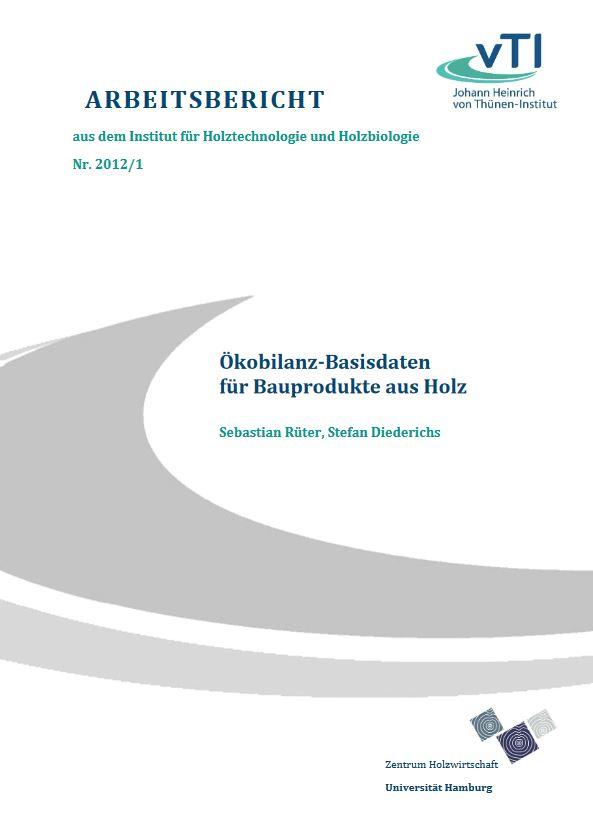 vTI
Johann Heinrich
von Thünen-Institut
ARBEITSBERICHT
aus dem Institut für Holztechnologie und Holzbiologie
Nr. 2012/1
Ökobilanz-Basisdaten
für Bauprodukte aus Holz
Sebastian Rüter, Stefan Diederichs
Zentrum Holzwirtschaft
Universität Hamburg